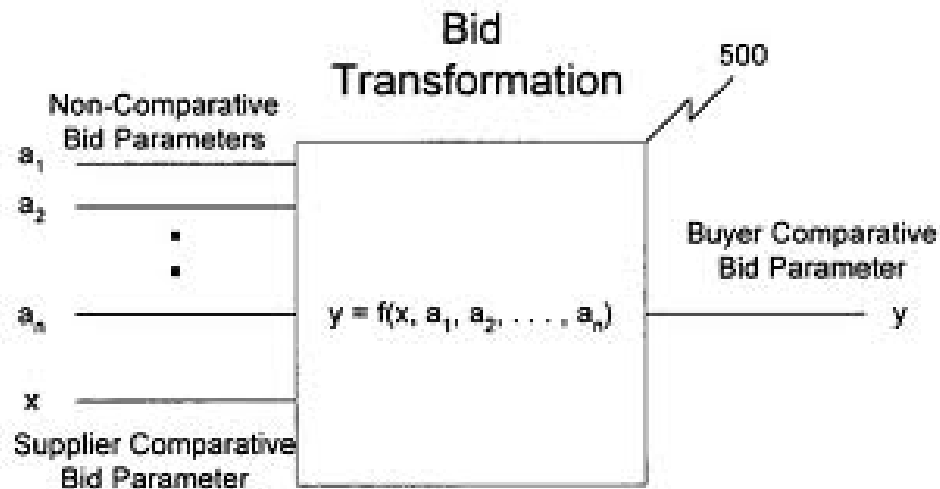 Bid
Transformation
500
Non-Comparative
Bid Parameters
a₁
a₂
aₙ
x
Supplier Comparative
Bid Parameter
y = f(x, a₁, a₂, . . . , aₙ)
Buyer Comparative
Bid Parameter
y